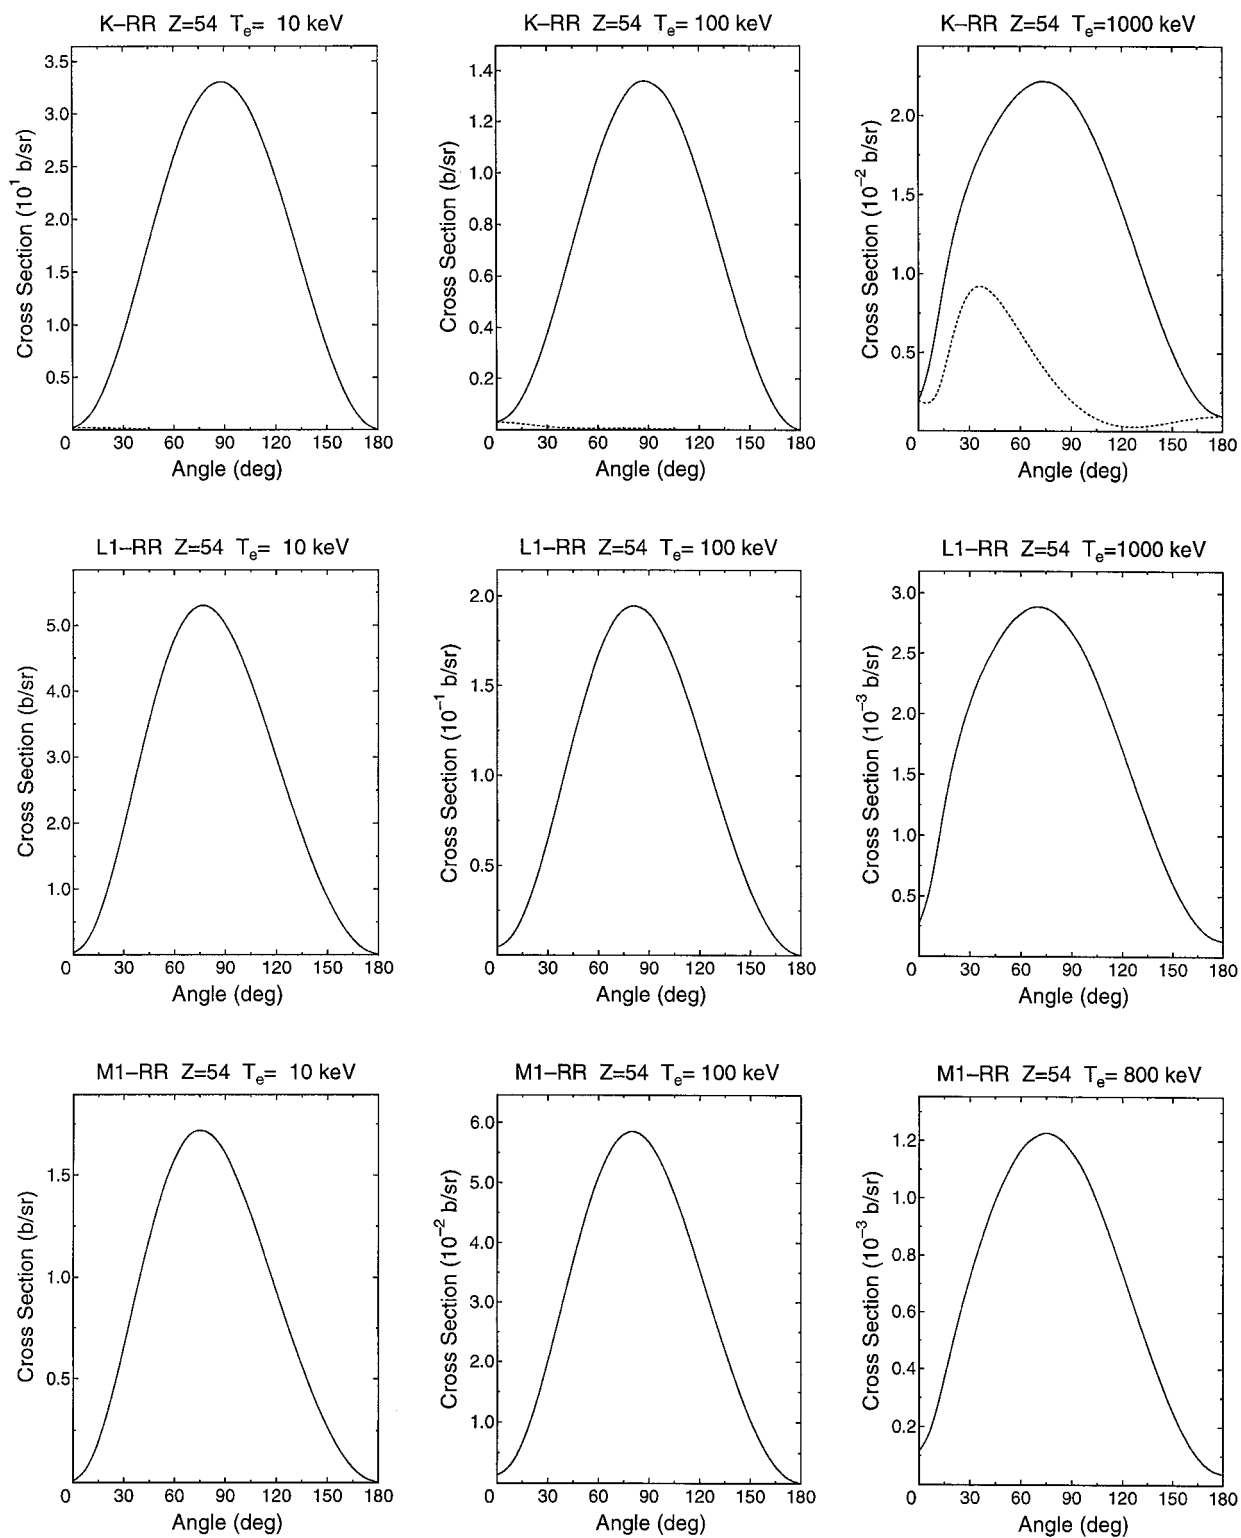 K–RR Z=54 Te= 10 keV
Cross Section (10¹ b/sr)
3.5
3.0
2.5
2.0
1.5
1.0
0.5
0 30 60 90 120 150 180
Angle (deg)
K–RR Z=54 Te= 100 keV
Cross Section (b/sr)
1.4
1.2
1.0
0.8
0.6
0.4
0.2
0 30 60 90 120 150 180
Angle (deg)
K–RR Z=54 Te=1000 keV
Cross Section (10⁻² b/sr)
2.0
1.5
1.0
0.5
0 30 60 90 120 150 180
Angle (deg)
L1–RR Z=54 Te= 10 keV
Cross Section (b/sr)
5.0
4.0
3.0
2.0
1.0
0 30 60 90 120 150 180
Angle (deg)
L1–RR Z=54 Te= 100 keV
Cross Section (10⁻¹ b/sr)
2.0
1.5
1.0
0.5
0 30 60 90 120 150 180
Angle (deg)
L1–RR Z=54 Te=1000 keV
Cross Section (10⁻³ b/sr)
3.0
2.5
2.0
1.5
1.0
0.5
0 30 60 90 120 150 180
Angle (deg)
M1–RR Z=54 Te= 10 keV
Cross Section (b/sr)
1.5
1.0
0.5
0 30 60 90 120 150 180
Angle (deg)
M1–RR Z=54 Te= 100 keV
Cross Section (10⁻² b/sr)
6.0
5.0
4.0
3.0
2.0
1.0
0 30 60 90 120 150 180
Angle (deg)
M1–RR Z=54 Te= 800 keV
Cross Section (10⁻³ b/sr)
1.2
1.0
0.8
0.6
0.4
0.2
0 30 60 90 120 150 180
Angle (deg)